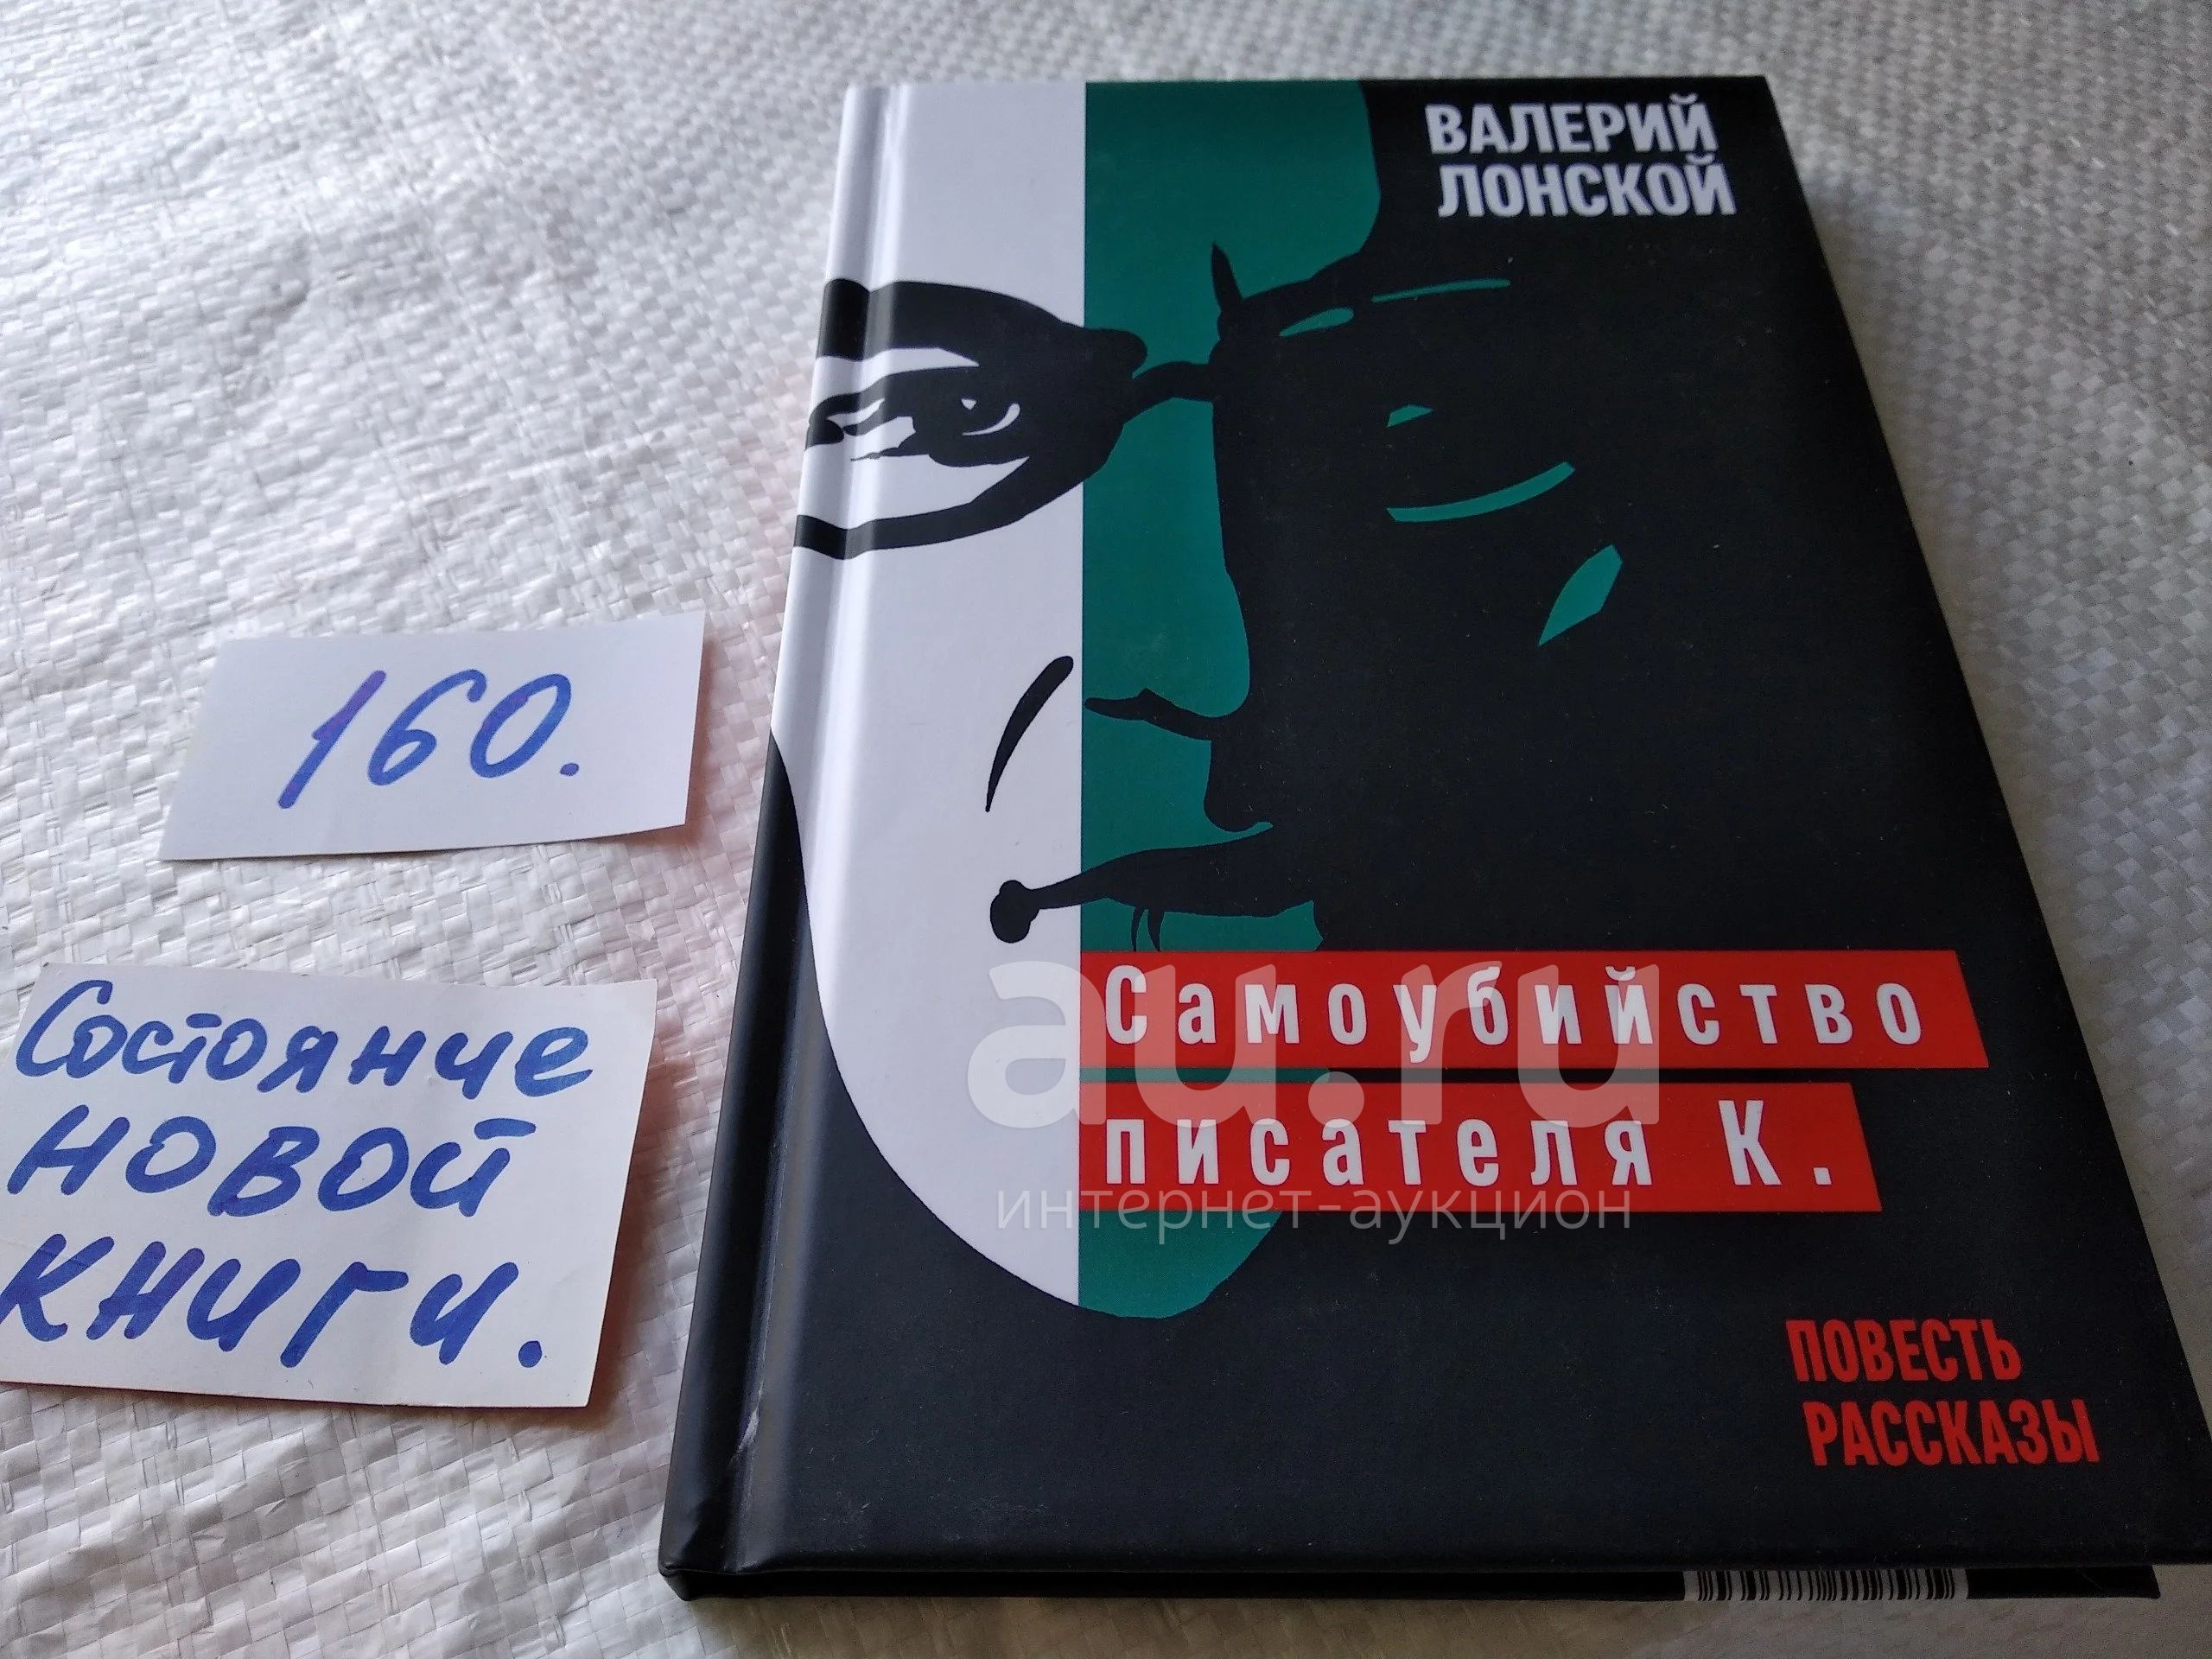 ВАЛЕРИЙ
ЛОНСКОЙ
160.
Состояние
новой
книги.
Самоубийство
писателя К.
au.ru
интернет-аукцион
ПОВЕСТЬ
РАССКАЗЫ